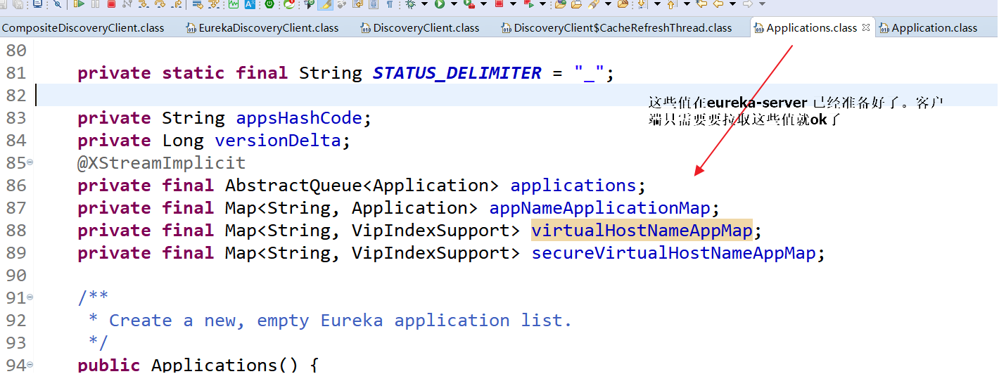 CompositeDiscoveryClient.class EurekaDiscoveryClient.class DiscoveryClient.class DiscoveryClient$CacheRefreshThread.class Applications.class Application.class
80
81 private static final String STATUS_DELIMITER = "_";
82
这些值在eureka-server 已经准备好了。客户
端只需要要拉取这些值就ok了
83 private String appsHashCode;
84 private Long versionDelta;
85 @XStreamImplicit
86 private final AbstractQueue<Application> applications;
87 private final Map<String, Application> appNameApplicationMap;
88 private final Map<String, VipIndexSupport> virtualHostNameAppMap;
89 private final Map<String, VipIndexSupport> secureVirtualHostNameAppMap;
90
91 /**
92 * Create a new, empty Eureka application list.
93 */
94 public Applications() {